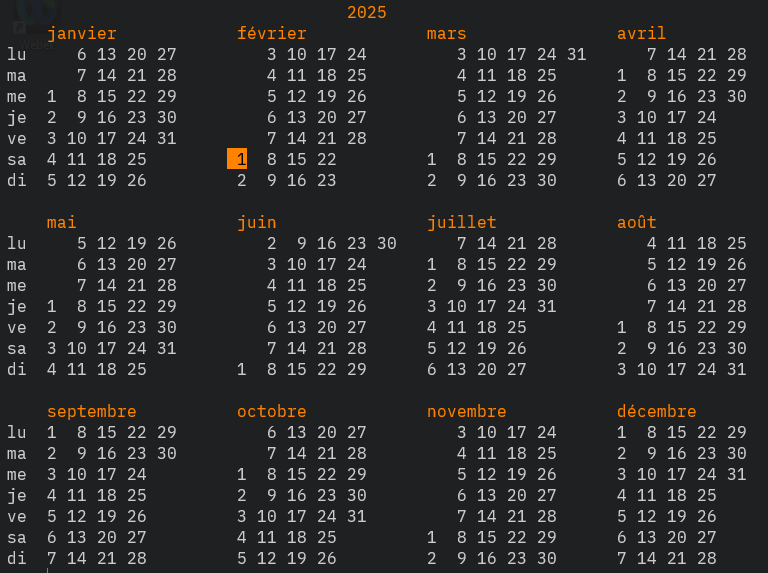 2025
janvier février mars avril
lu 6 13 20 27 3 10 17 24 3 10 17 24 31 7 14 21 28
ma 7 14 21 28 4 11 18 25 4 11 18 25 1 8 15 22 29
me 1 8 15 22 29 5 12 19 26 5 12 19 26 2 9 16 23 30
je 2 9 16 23 30 6 13 20 27 6 13 20 27 3 10 17 24
ve 3 10 17 24 31 7 14 21 28 7 14 21 28 4 11 18 25
sa 4 11 18 25 1 8 15 22 1 8 15 22 29 5 12 19 26
di 5 12 19 26 2 9 16 23 2 9 16 23 30 6 13 20 27
mai juin juillet août
lu 5 12 19 26 2 9 16 23 30 7 14 21 28 4 11 18 25
ma 6 13 20 27 3 10 17 24 1 8 15 22 29 5 12 19 26
me 7 14 21 28 4 11 18 25 2 9 16 23 30 6 13 20 27
je 1 8 15 22 29 5 12 19 26 3 10 17 24 31 7 14 21 28
ve 2 9 16 23 30 6 13 20 27 4 11 18 25 1 8 15 22 29
sa 3 10 17 24 31 7 14 21 28 5 12 19 26 2 9 16 23 30
di 4 11 18 25 1 8 15 22 29 6 13 20 27 3 10 17 24 31
septembre octobre novembre décembre
lu 1 8 15 22 29 6 13 20 27 3 10 17 24 1 8 15 22 29
ma 2 9 16 23 30 7 14 21 28 4 11 18 25 2 9 16 23 30
me 3 10 17 24 1 8 15 22 29 5 12 19 26 3 10 17 24 31
je 4 11 18 25 2 9 16 23 30 6 13 20 27 4 11 18 25
ve 5 12 19 26 3 10 17 24 31 7 14 21 28 5 12 19 26
sa 6 13 20 27 4 11 18 25 1 8 15 22 29 6 13 20 27
di 7 14 21 28 5 12 19 26 2 9 16 23 30 7 14 21 28